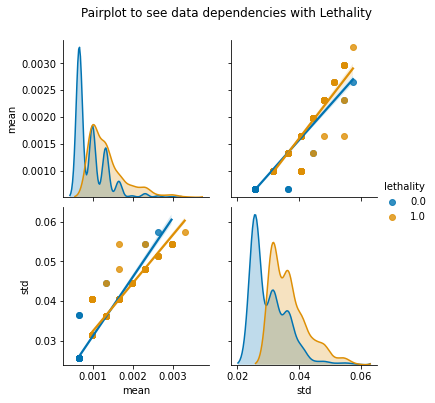 Pairplot to see data dependencies with Lethality
0.0030
0.0025
0.0020
0.0015
0.0010
mean
lethality
0.0
1.0
0.06
0.05
0.04
0.03
std
0.001 0.002 0.003
mean
0.02 0.04 0.06
std